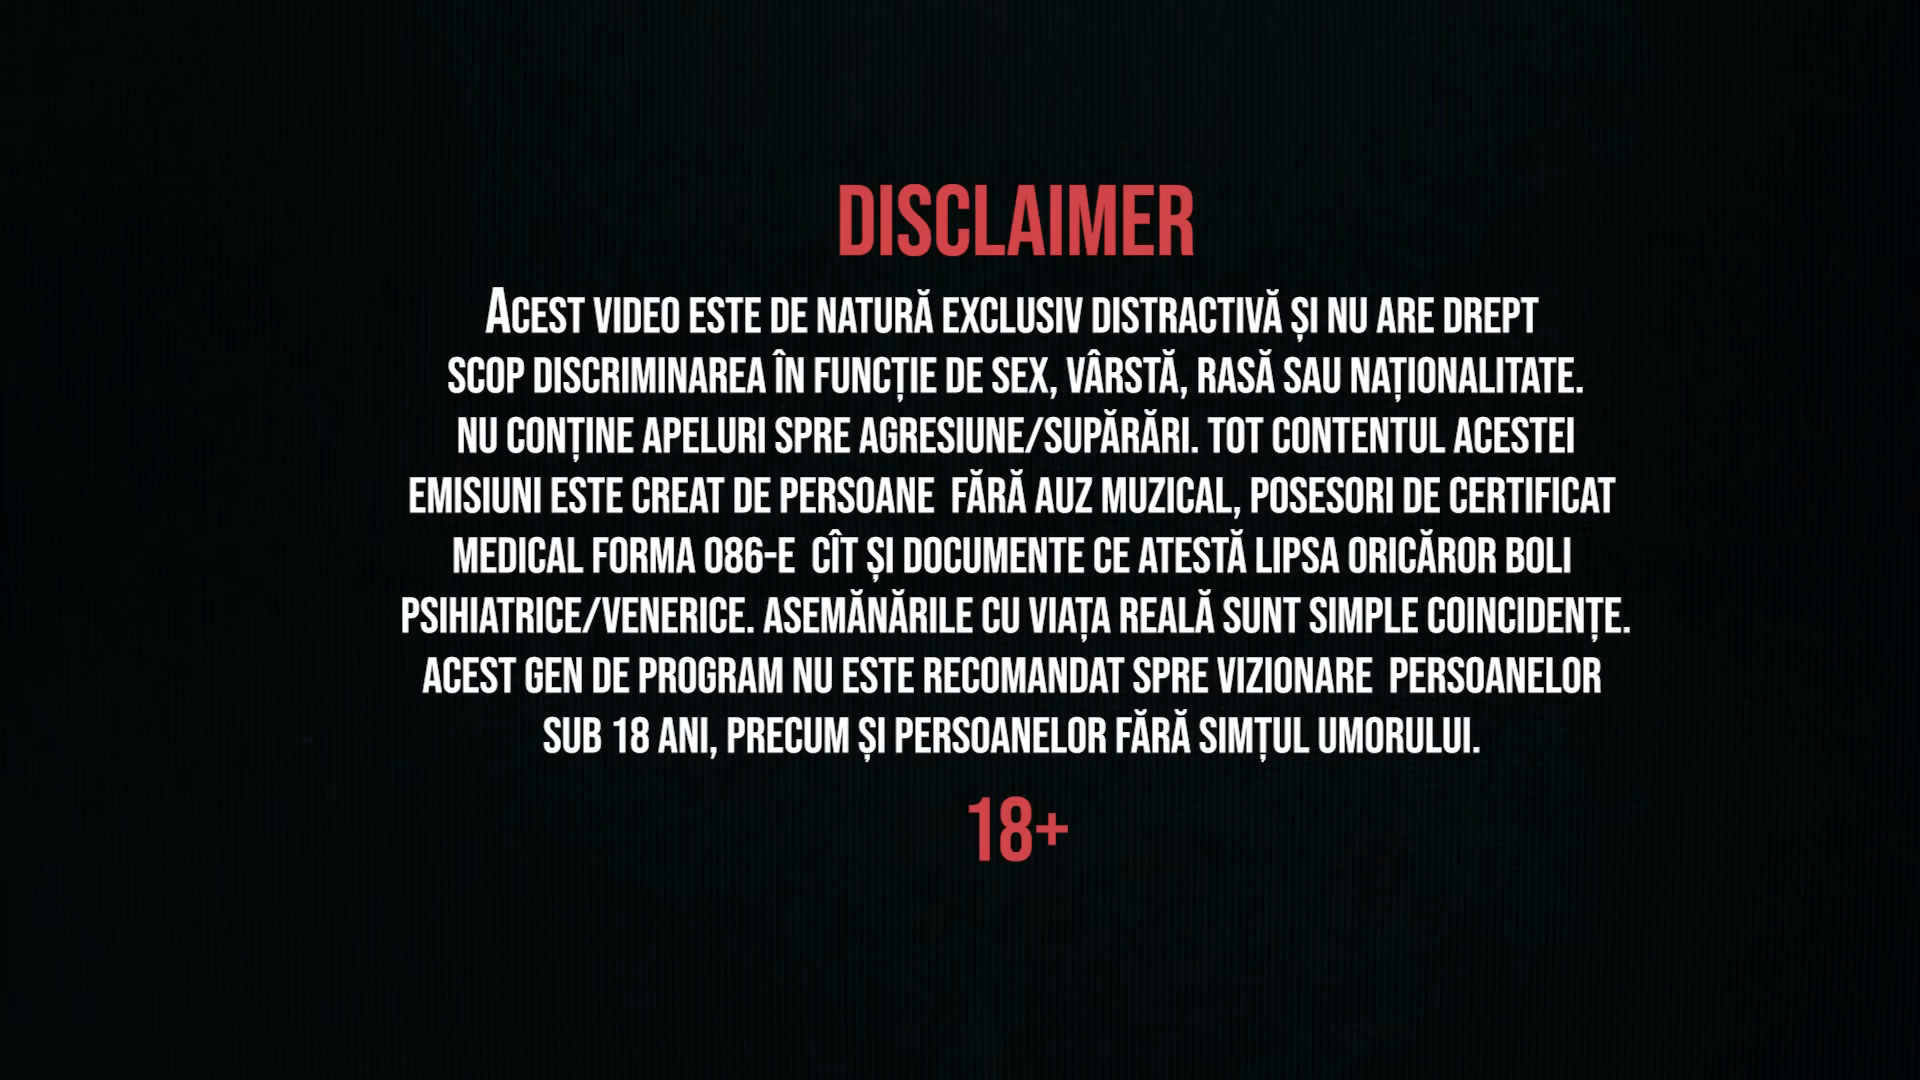 DISCLAIMER
ACEST VIDEO ESTE DE NATURĂ EXCLUSIV DISTRACTIVĂ ȘI NU ARE DREPT
SCOP DISCRIMINAREA ÎN FUNCȚIE DE SEX, VÂRSTĂ, RASĂ SAU NAȚIONALITATE.
NU CONȚINE APELURI SPRE AGRESIUNE/SUPĂRĂRI. TOT CONTENTUL ACESTEI
EMISIUNI ESTE CREAT DE PERSOANE FĂRĂ AUZ MUZICAL, POSESORI DE CERTIFICAT
MEDICAL FORMA 086-E CÎT ȘI DOCUMENTE CE ATESTĂ LIPSA ORICĂROR BOLI
PSIHIATRICE/VENERICE. ASEMĂNĂRILE CU VIAȚA REALĂ SUNT SIMPLE COINCIDENȚE.
ACEST GEN DE PROGRAM NU ESTE RECOMANDAT SPRE VIZIONARE PERSOANELOR
SUB 18 ANI, PRECUM ȘI PERSOANELOR FĂRĂ SIMȚUL UMORULUI.
18+